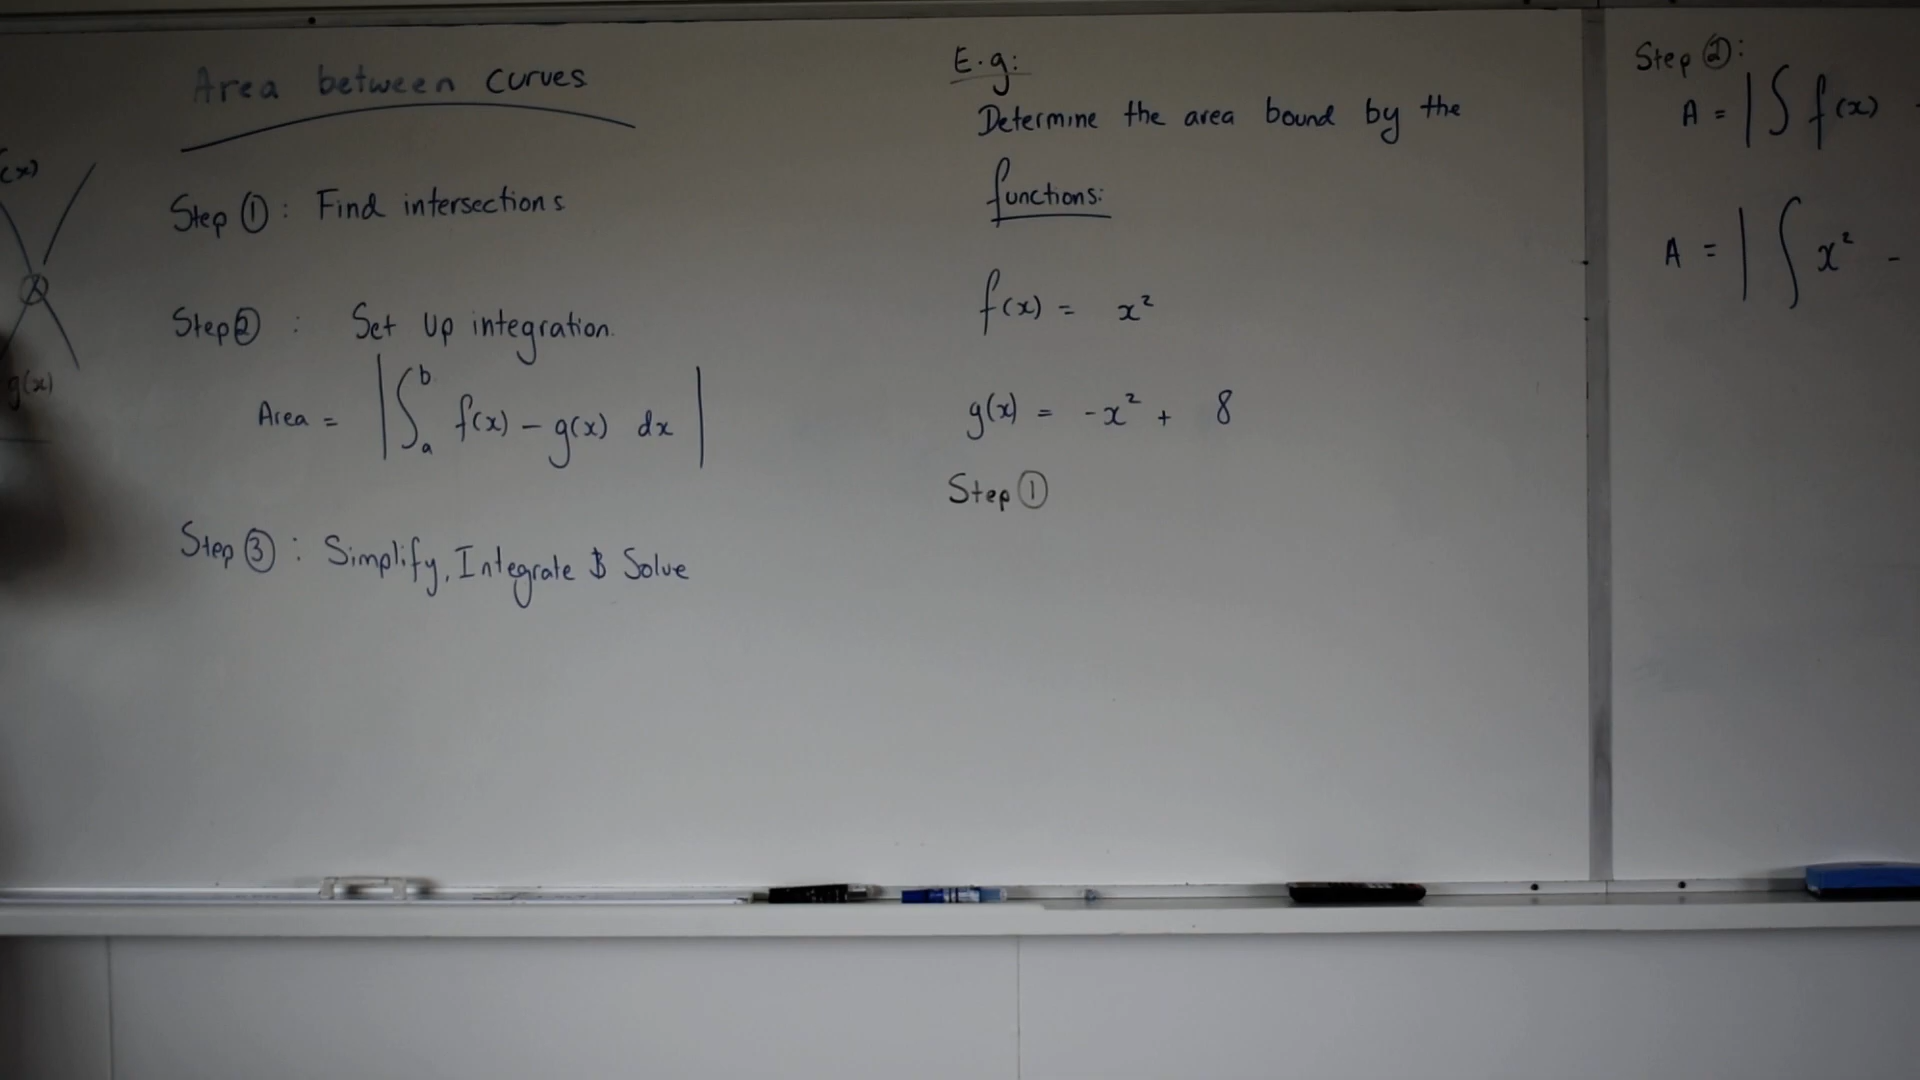 Area between curves
(x)
g(x)
Step ①: Find intersections
Step ② : Set Up integration.
Area = |∫ₐᵇ f(x) - g(x) dx|
Step ③: Simplify, Integrate & Solve
E.g:
Determine the area bound by the
functions:
f(x) = x²
g(x) = -x² + 8
Step ①
Step ②:
A = |∫ f(x) -
A = |∫ x² -